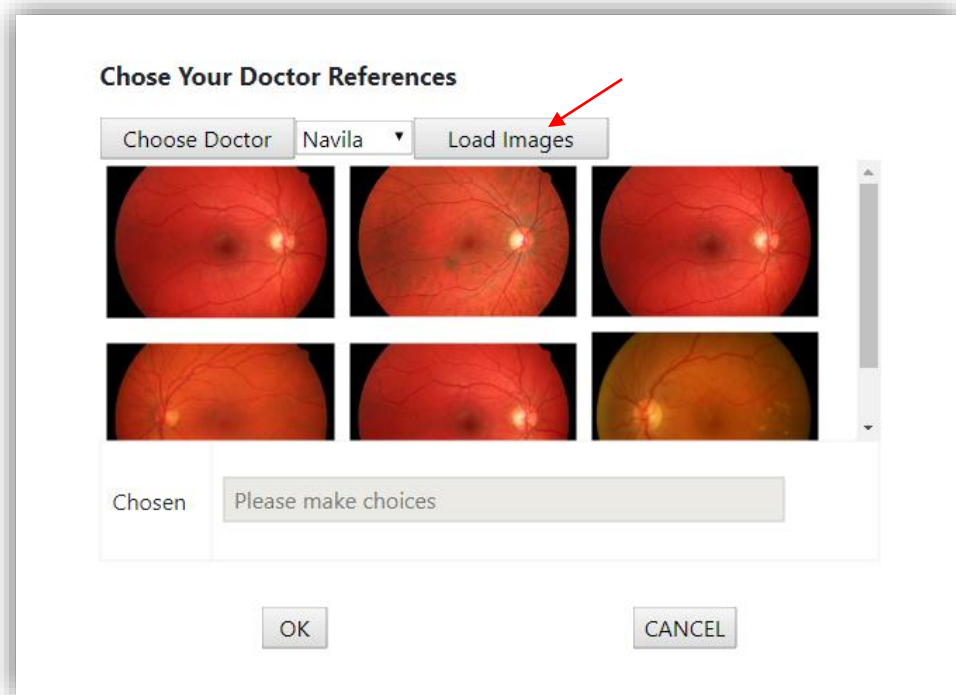 Chose Your Doctor References
Choose Doctor Navila Load Images
Chosen Please make choices
OK CANCEL